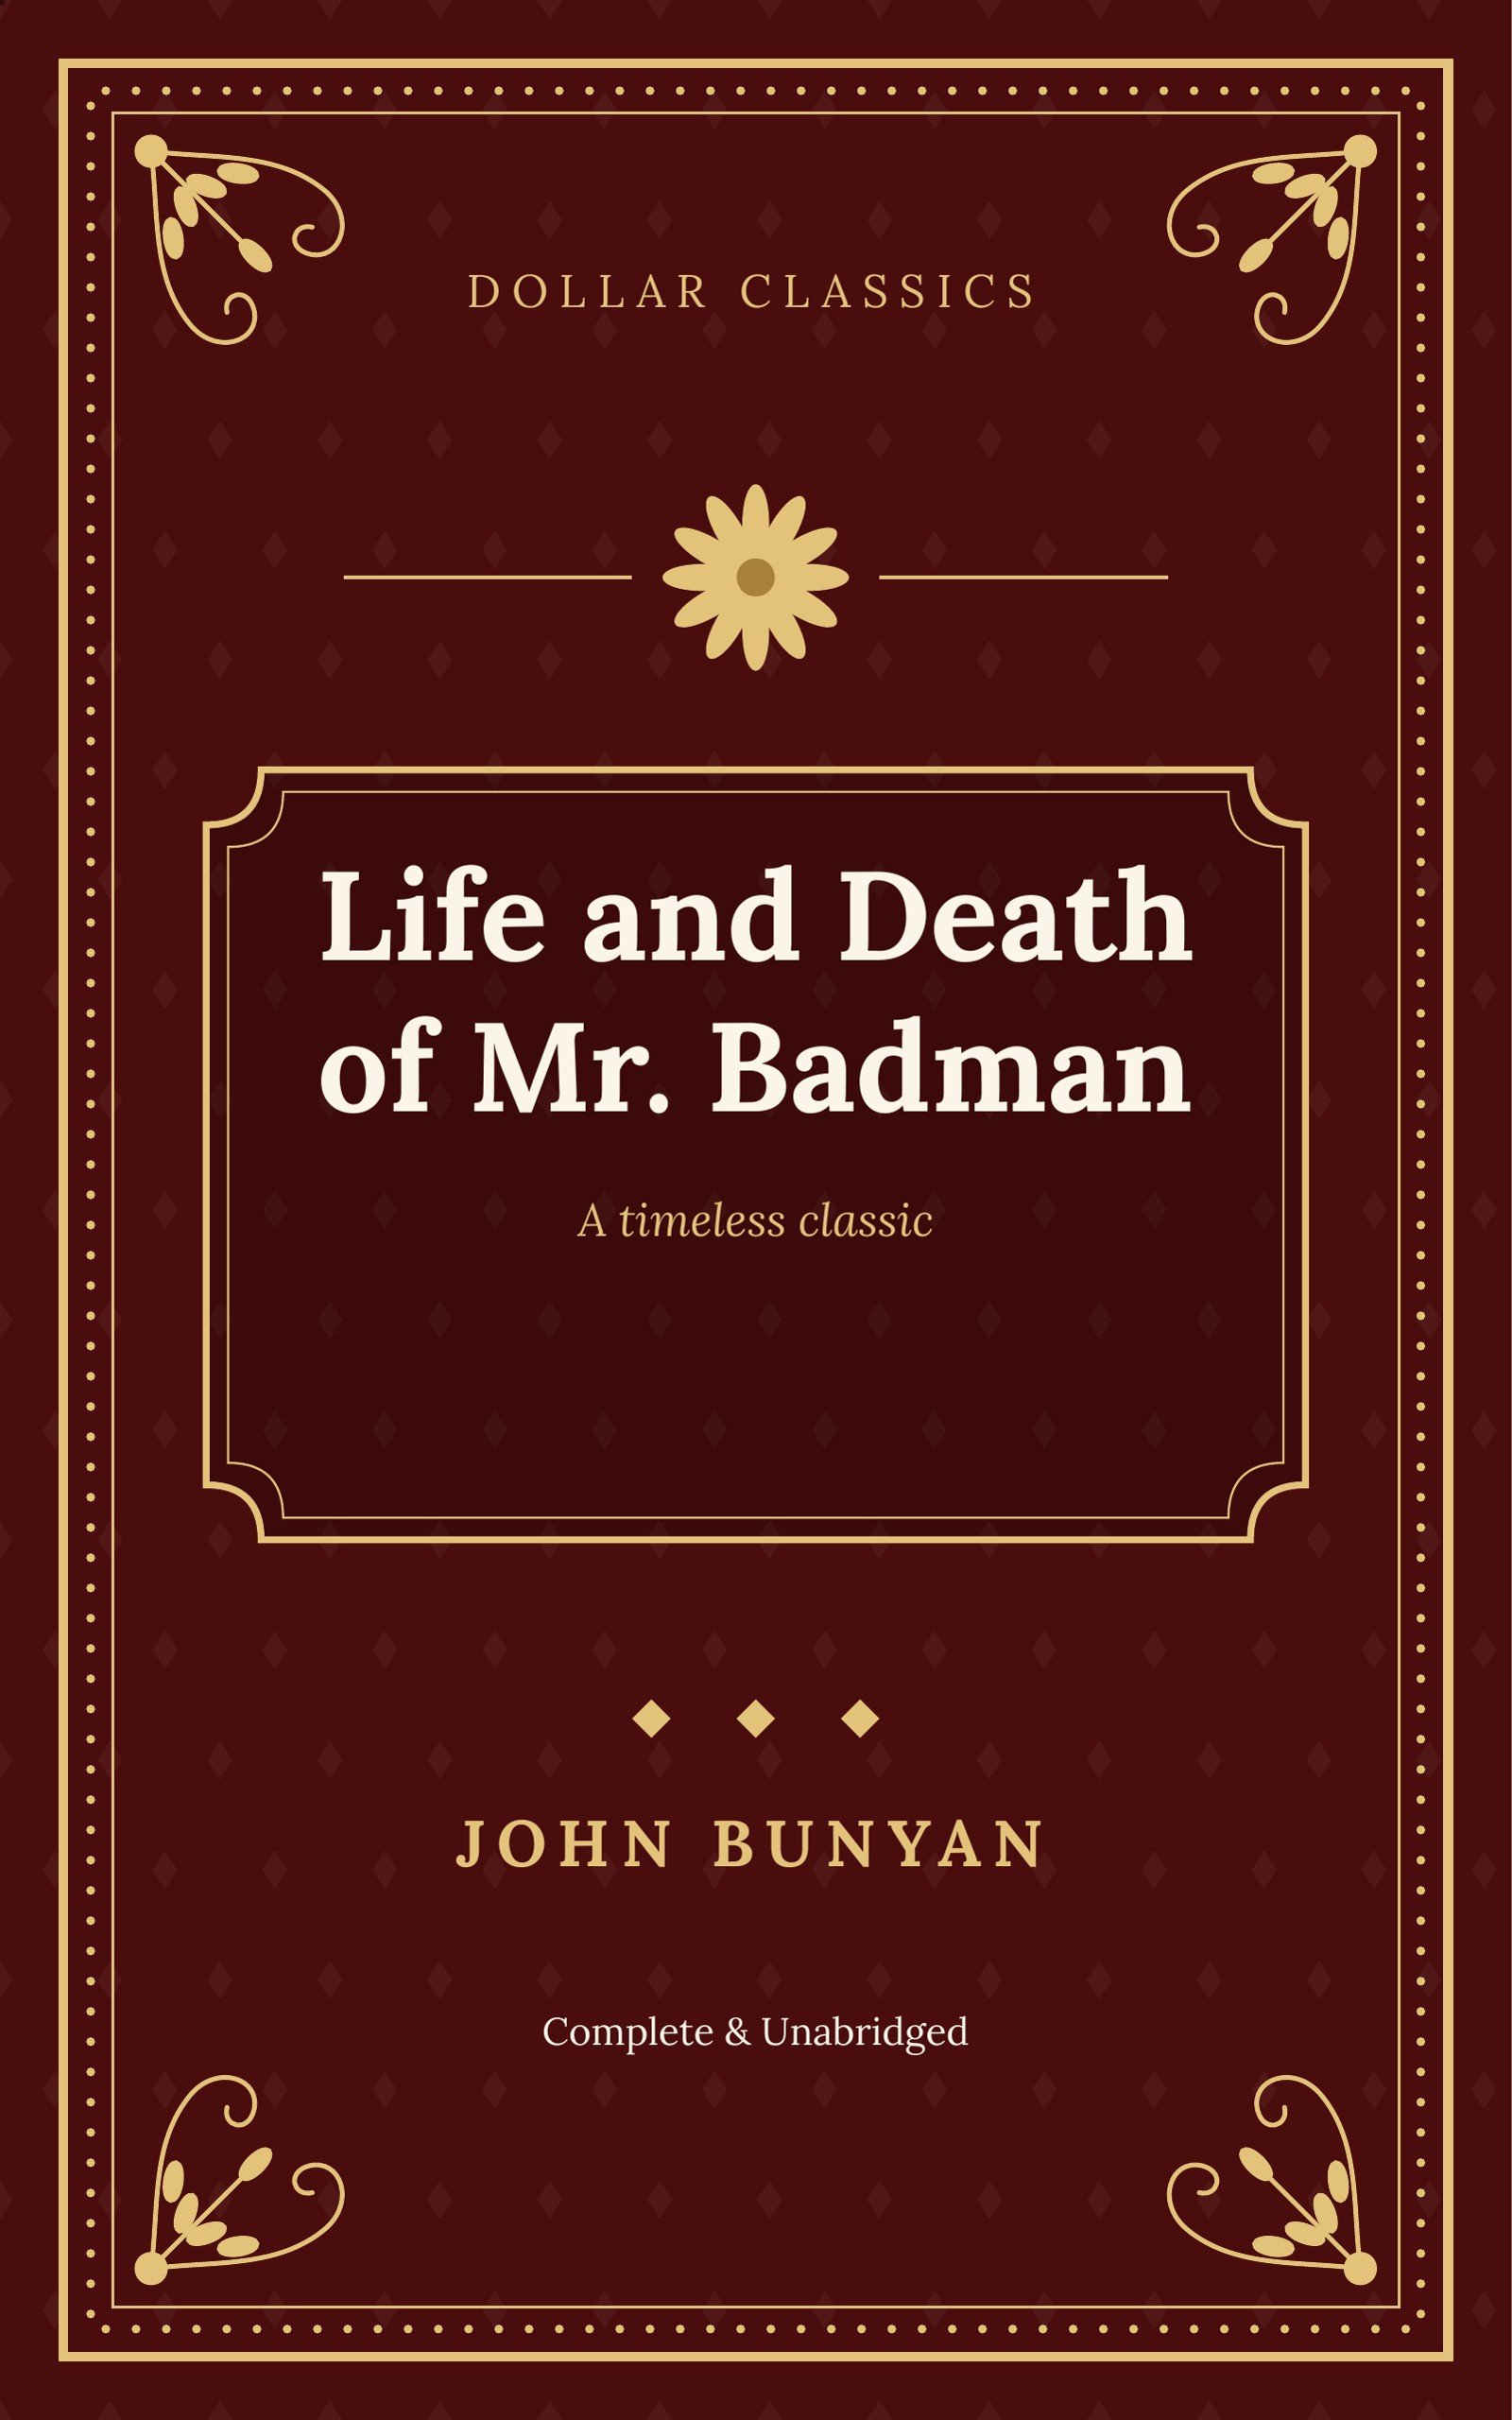 DOLLAR CLASSICS
Life and Death
of Mr. Badman
A timeless classic
JOHN BUNYAN
Complete & Unabridged